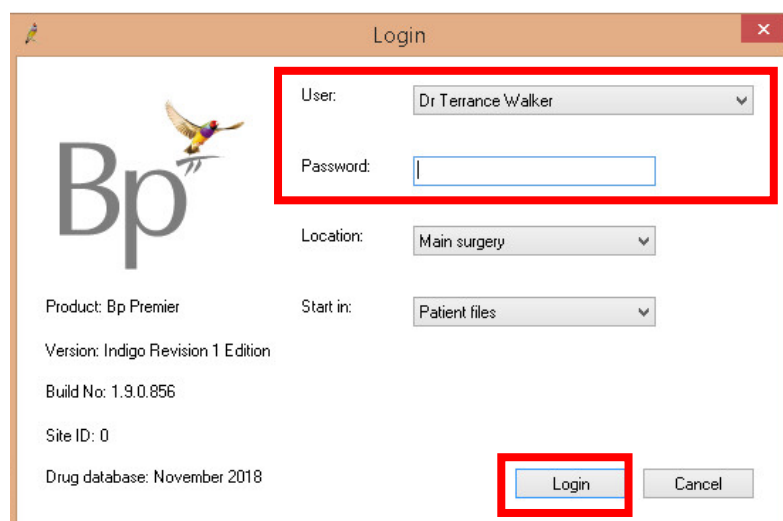 Login
User: Dr Terrance Walker
Password:
Bp
Location: Main surgery
Product: Bp Premier
Start in: Patient files
Version: Indigo Revision 1 Edition
Build No: 1.9.0.856
Site ID: 0
Drug database: November 2018
Login Cancel